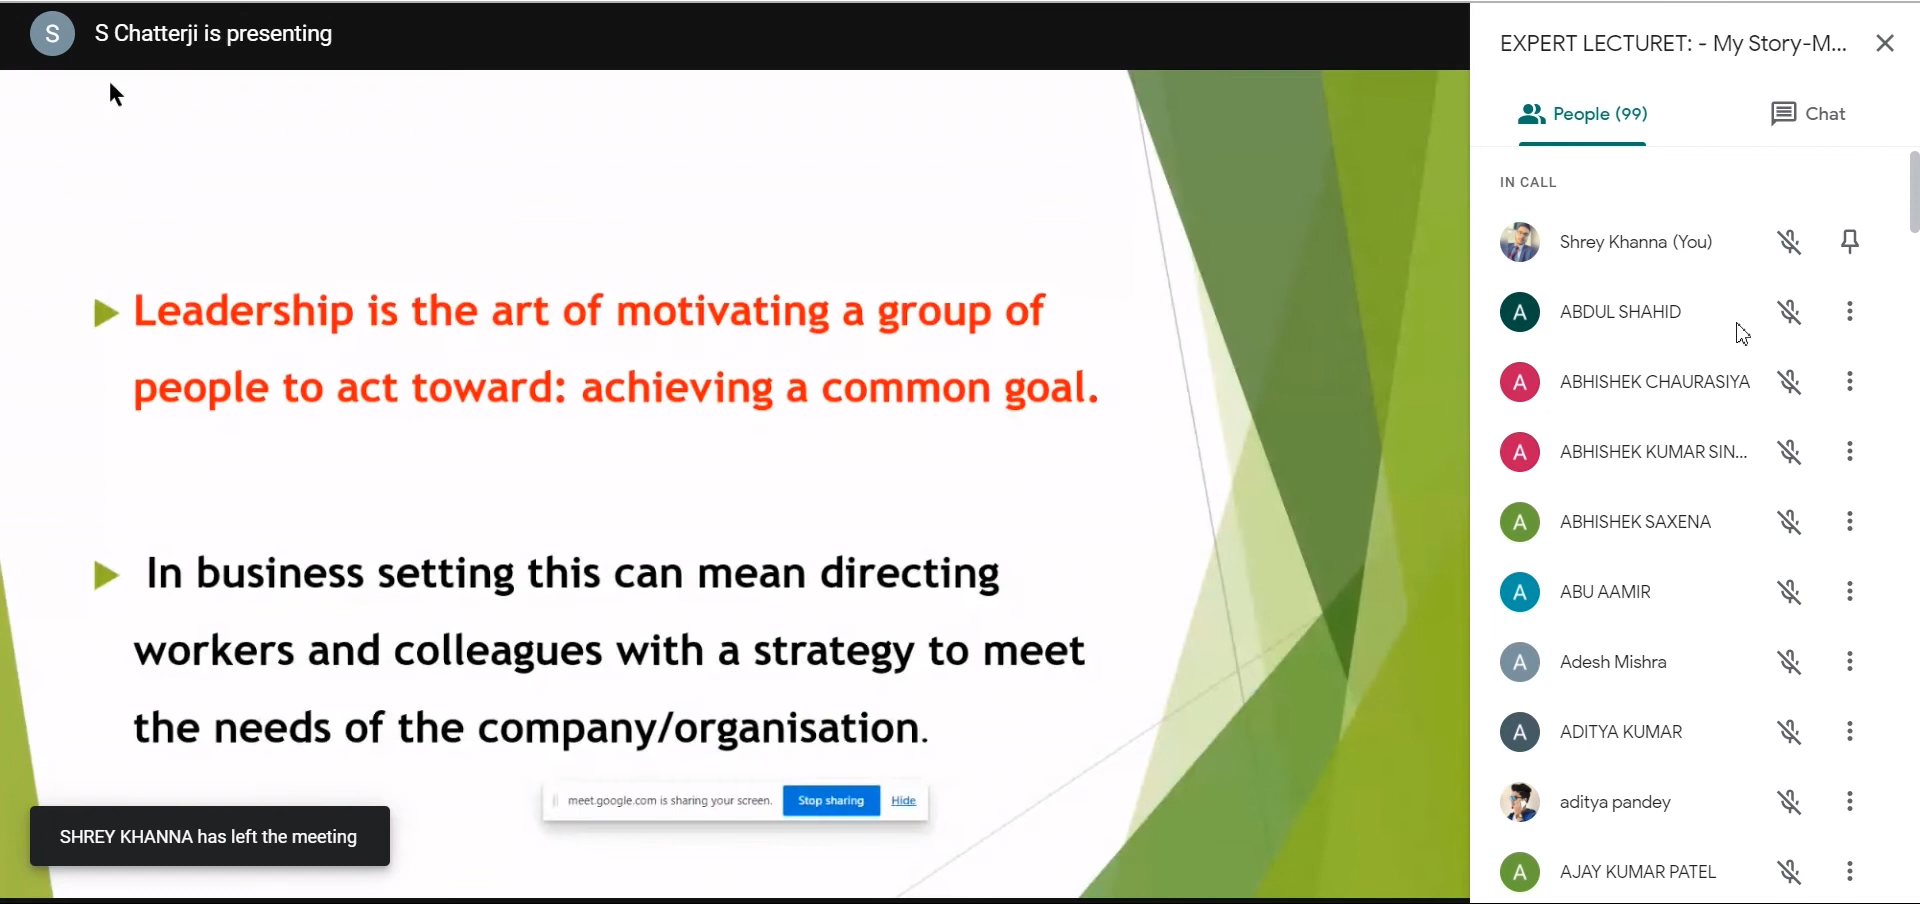 S
S Chatterji is presenting
Leadership is the art of motivating a group of
people to act toward: achieving a common goal.
In business setting this can mean directing
workers and colleagues with a strategy to meet
the needs of the company/organisation.
meet.google.com is sharing your screen. Stop sharing Hide
SHREY KHANNA has left the meeting
EXPERT LECTURET: - My Story-M...
People (99) Chat
IN CALL
Shrey Khanna (You)
A ABDUL SHAHID
A ABHISHEK CHAURASIYA
A ABHISHEK KUMAR SIN...
A ABHISHEK SAXENA
A ABU AAMIR
A Adesh Mishra
A ADITYA KUMAR
aditya pandey
A AJAY KUMAR PATEL